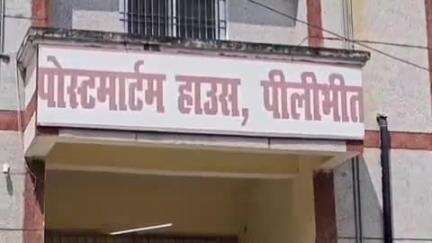 पोस्टमार्टम हाउस, पीलीभीत